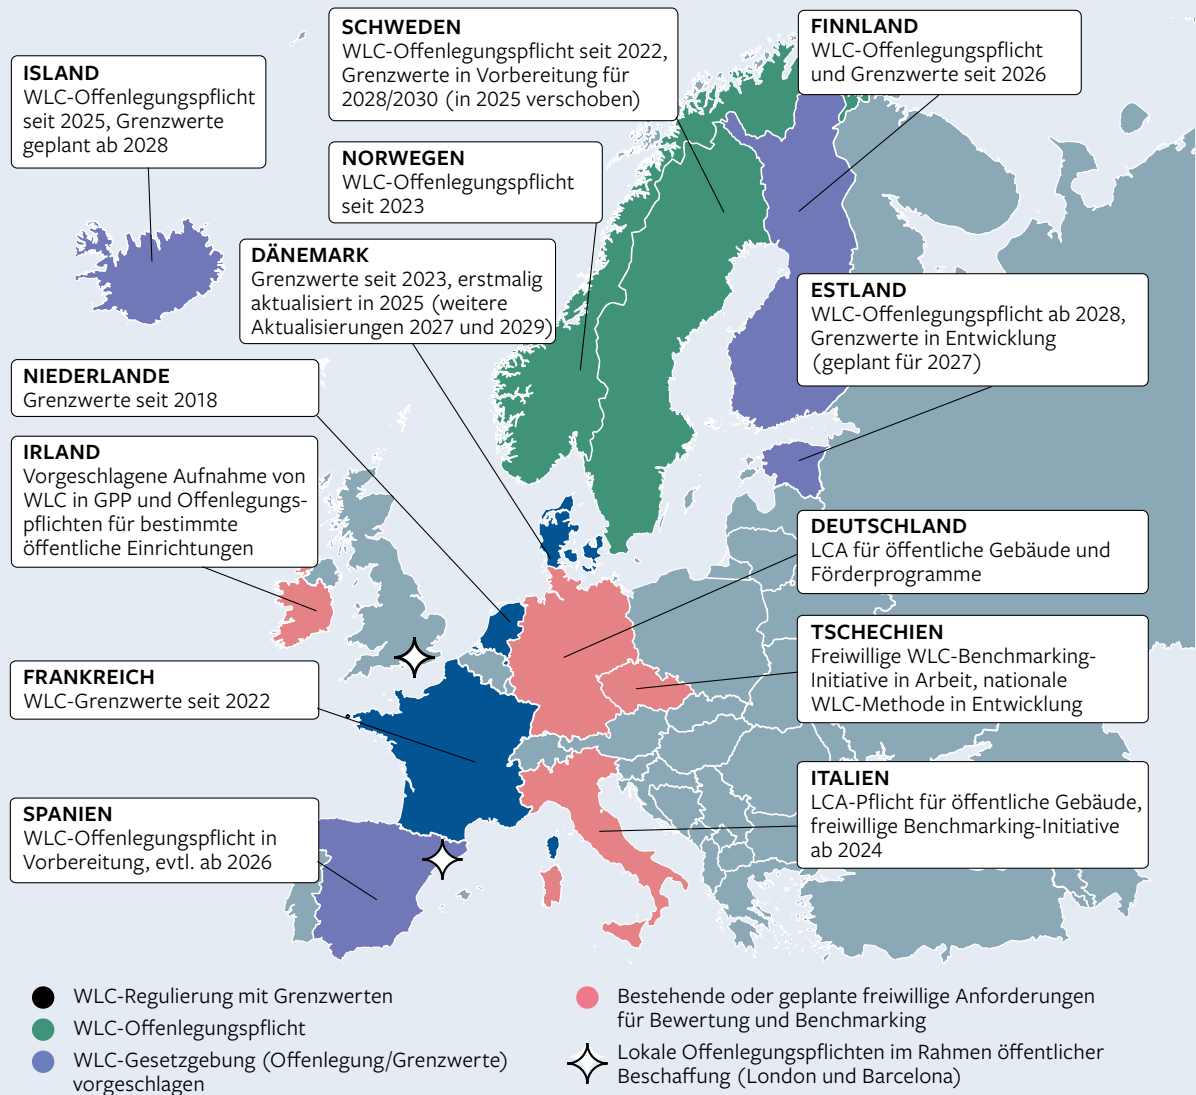 SCHWEDEN
WLC-Offenlegungspflicht seit 2022,
Grenzwerte in Vorbereitung für
2028/2030 (in 2025 verschoben)
FINNLAND
WLC-Offenlegungspflicht
und Grenzwerte seit 2026
ISLAND
WLC-Offenlegungspflicht
seit 2025, Grenzwerte
geplant ab 2028
NORWEGEN
WLC-Offenlegungspflicht
seit 2023
DÄNEMARK
Grenzwerte seit 2023, erstmalig
aktualisiert in 2025 (weitere
Aktualisierungen 2027 und 2029)
ESTLAND
WLC-Offenlegungspflicht ab 2028,
Grenzwerte in Entwicklung
(geplant für 2027)
NIEDERLANDE
Grenzwerte seit 2018
IRLAND
Vorgeschlagene Aufnahme von
WLC in GPP und Offenlegungs-
pflichten für bestimmte
öffentliche Einrichtungen
DEUTSCHLAND
LCA für öffentliche Gebäude und
Förderprogramme
TSCHECHIEN
Freiwillige WLC-Benchmarking-
Initiative in Arbeit, nationale
WLC-Methode in Entwicklung
FRANKREICH
WLC-Grenzwerte seit 2022
ITALIEN
LCA-Pflicht für öffentliche Gebäude,
freiwillige Benchmarking-Initiative
ab 2024
SPANIEN
WLC-Offenlegungspflicht in
Vorbereitung, evtl. ab 2026
WLC-Regulierung mit Grenzwerten
WLC-Offenlegungspflicht
WLC-Gesetzgebung (Offenlegung/Grenzwerte)
vorgeschlagen
Bestehende oder geplante freiwillige Anforderungen
für Bewertung und Benchmarking
Lokale Offenlegungspflichten im Rahmen öffentlicher
Beschaffung (London und Barcelona)